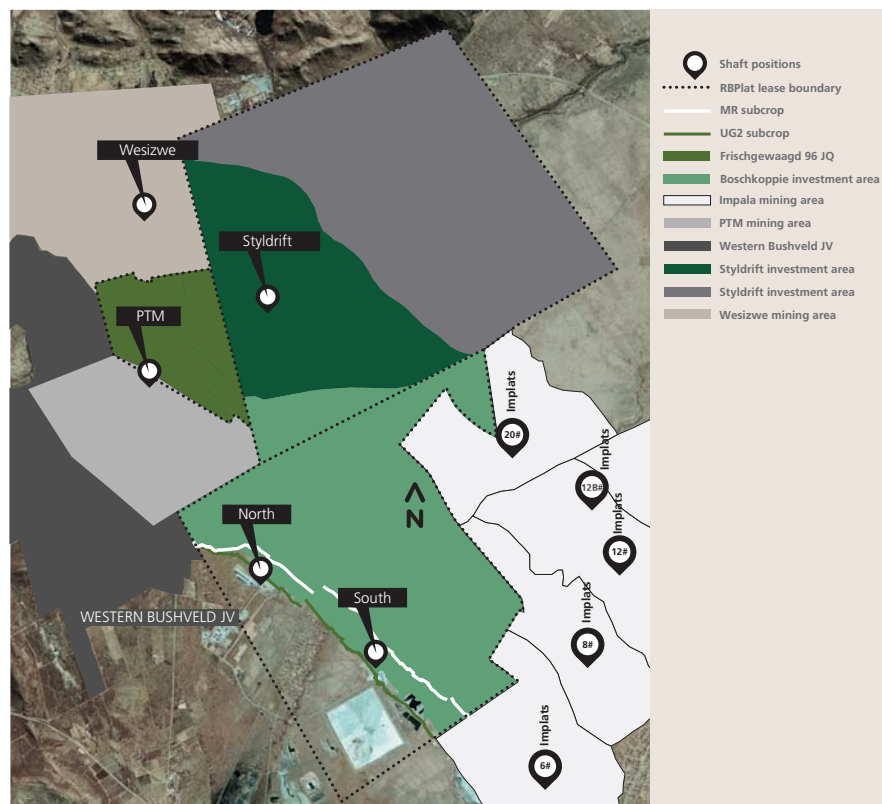 Wesizwe
Styldrift
PTM
North
South
WESTERN BUSHVELD JV
N
Implats
20#
Implats
12B#
Implats
12#
Implats
8#
Implats
6#
Shaft positions
RBPlat lease boundary
MR subcrop
UG2 subcrop
Frischgewaagd 96 JQ
Boschkoppie investment area
Impala mining area
PTM mining area
Western Bushveld JV
Styldrift investment area
Styldrift investment area
Wesizwe mining area